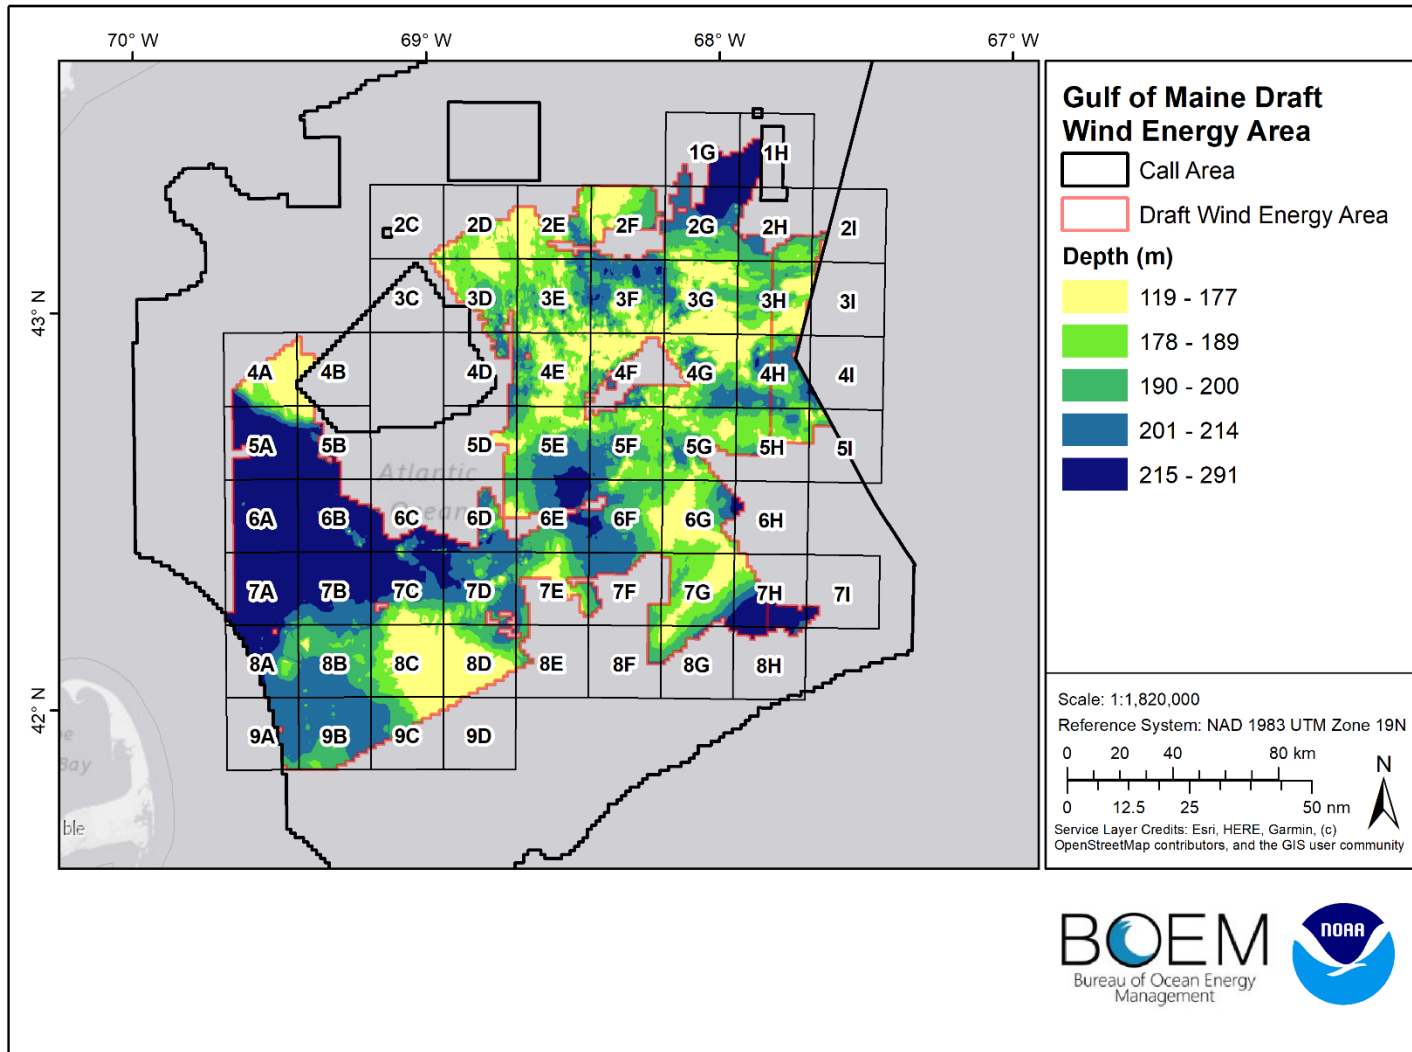 70° W 69° W 68° W 67° W
43° N
42° N
1G 1H
2C 2D 2E 2F 2G 2H 2I
3C 3D 3E 3F 3G 3H 3I
4A 4B 4D 4E 4F 4G 4H 4I
5A 5B 5D 5E 5F 5G 5H 5I
Atlantic
Ocean
6A 6B 6C 6D 6E 6F 6G 6H
7A 7B 7C 7D 7E 7F 7G 7H 7I
8A 8B 8C 8D 8E 8F 8G 8H
9A 9B 9C 9D
Bay
ble
Gulf of Maine Draft
Wind Energy Area
Call Area
Draft Wind Energy Area
Depth (m)
119 - 177
178 - 189
190 - 200
201 - 214
215 - 291
Scale: 1:1,820,000
Reference System: NAD 1983 UTM Zone 19N
0 20 40 80 km
N
0 12.5 25 50 nm
Service Layer Credits: Esri, HERE, Garmin, (c)
OpenStreetMap contributors, and the GIS user community
BOEM
Bureau of Ocean Energy
Management
NOAA